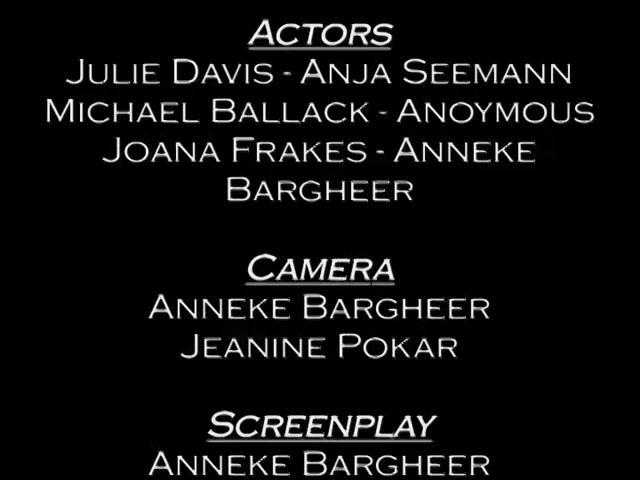 ACTORS
JULIE DAVIS - ANJA SEEMANN
MICHAEL BALLACK - ANOYMOUS
JOANA FRAKES - ANNEKE
BARGHEER
CAMERA
ANNEKE BARGHEER
JEANINE POKAR
SCREENPLAY
ANNEKE BARGHEER